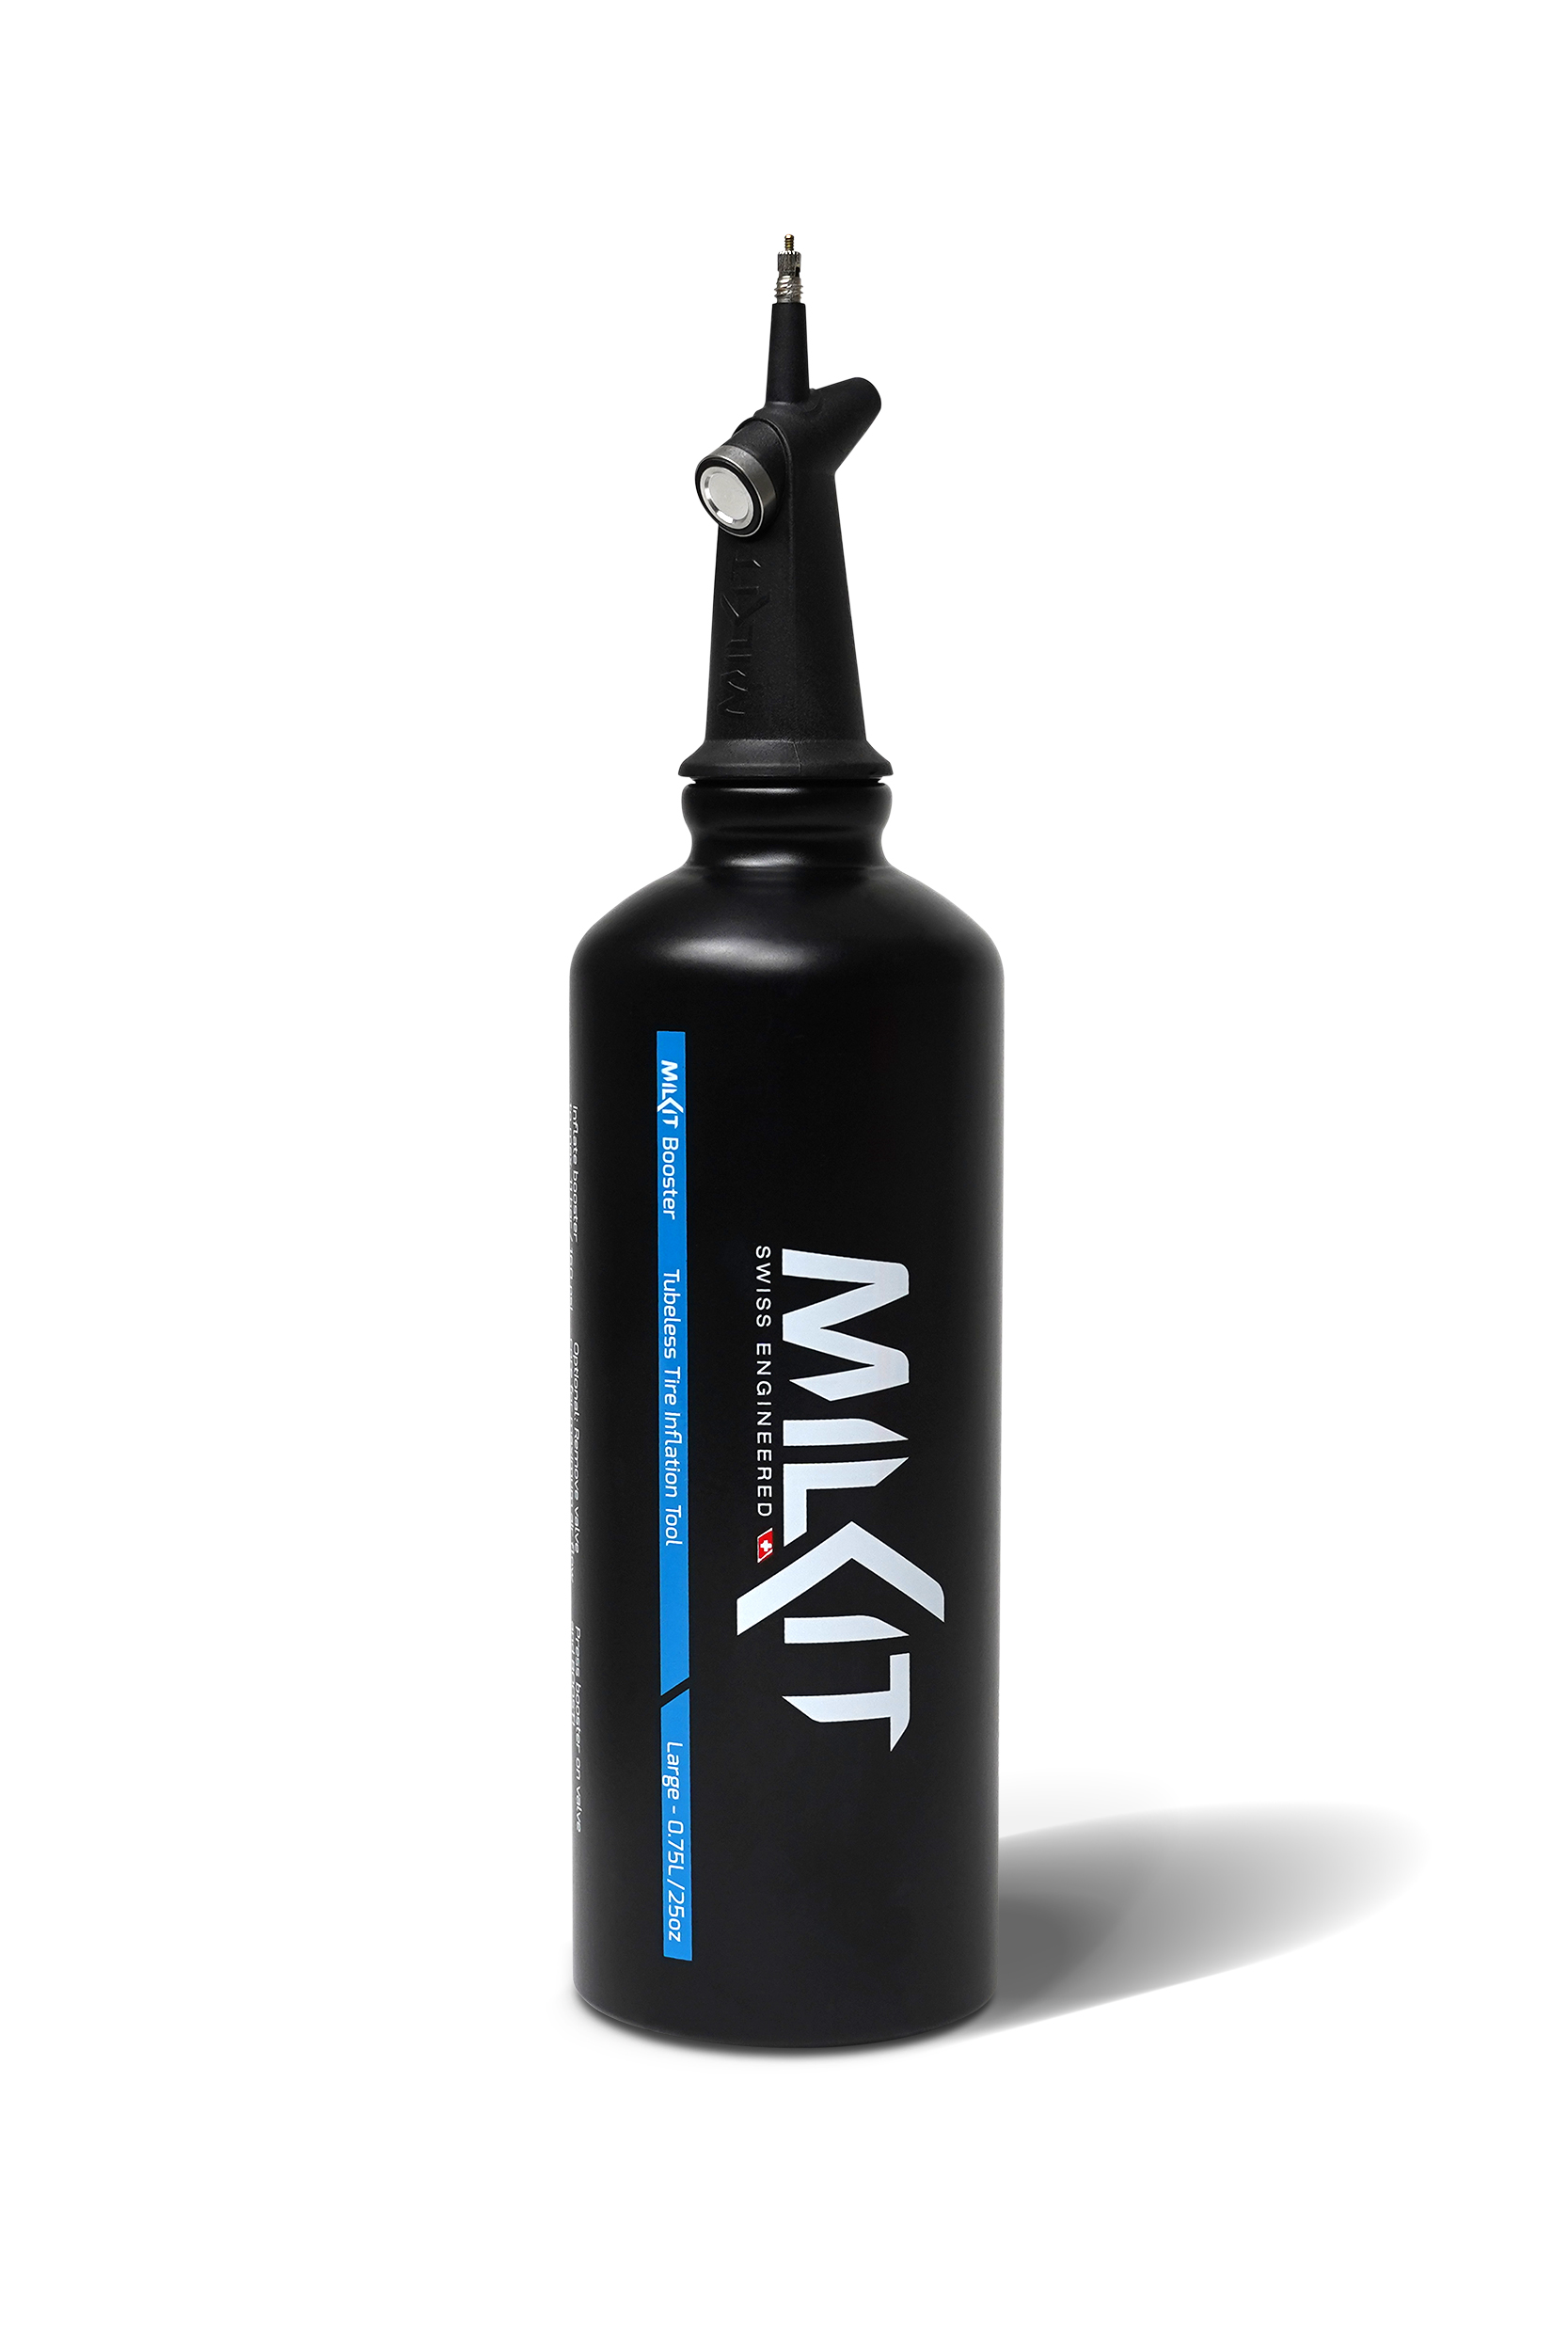 MILKIT
MILKIT
SWISS ENGINEERED
MILKIT Booster Tubeless Tire Inflation Tool Large - 0.75L/25oz
Inflate booster
Optional: Remove valve
Press booster on valve